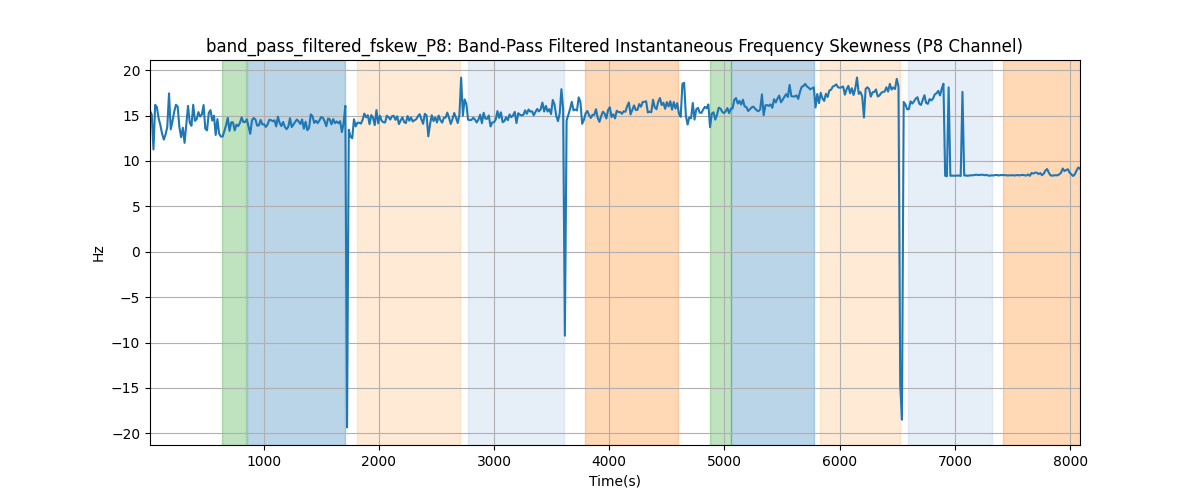 band_pass_filtered_fskew_P8: Band-Pass Filtered Instantaneous Frequency Skewness (P8 Channel)
20
15
10
5
0
−5
−10
−15
−20
Hz
1000 2000 3000 4000 5000 6000 7000 8000
Time(s)